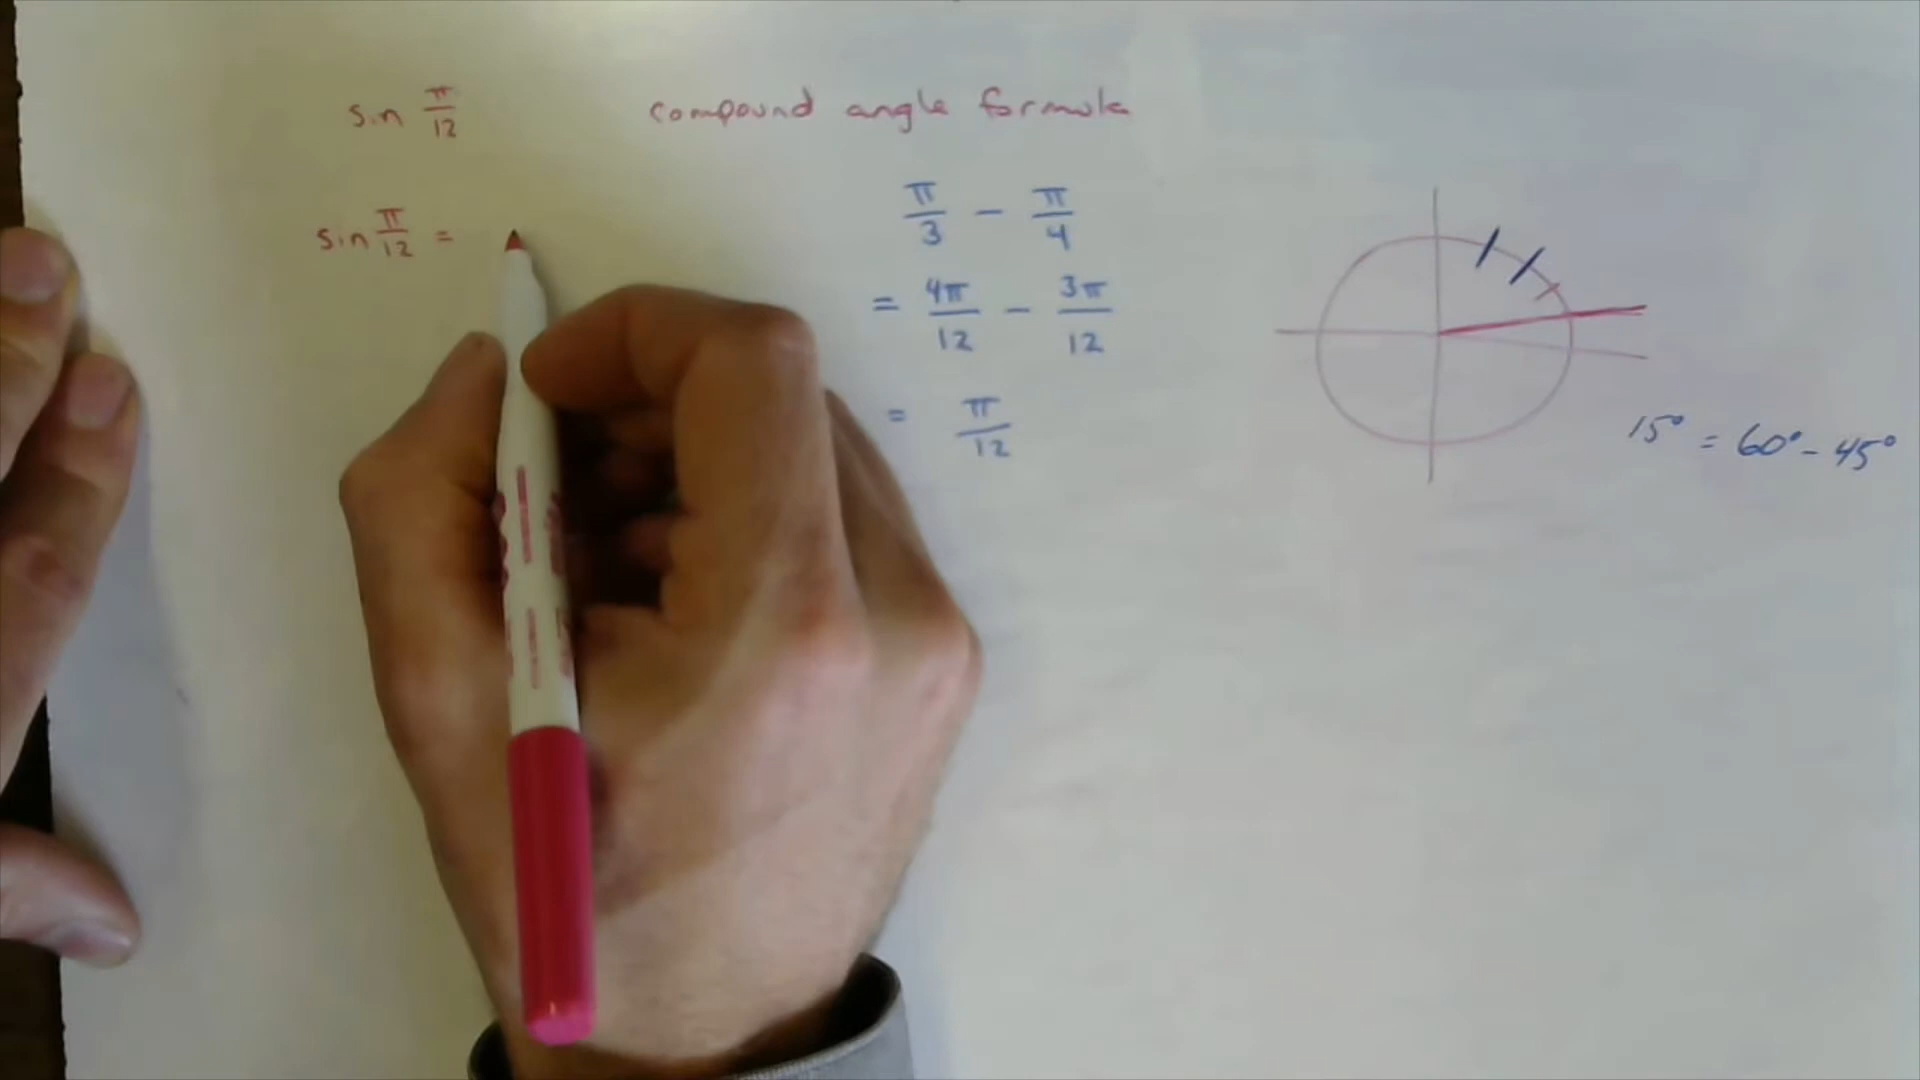 sin π/12
compound angle formula
sin π/12 =
π/3 − π/4
= 4π/12 − 3π/12
= π/12
15° = 60° − 45°